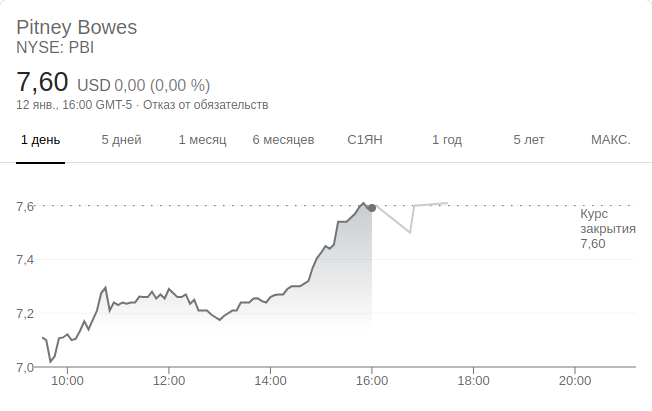 Pitney Bowes
NYSE: PBI
7,60 USD 0,00 (0,00 %)
12 янв., 16:00 GMT-5 · Отказ от обязательств
1 день 5 дней 1 месяц 6 месяцев С1ЯН 1 год 5 лет МАКС.
7,6
Курс
закрытия
7,60
7,4
7,2
7,0
10:00 12:00 14:00 16:00 18:00 20:00